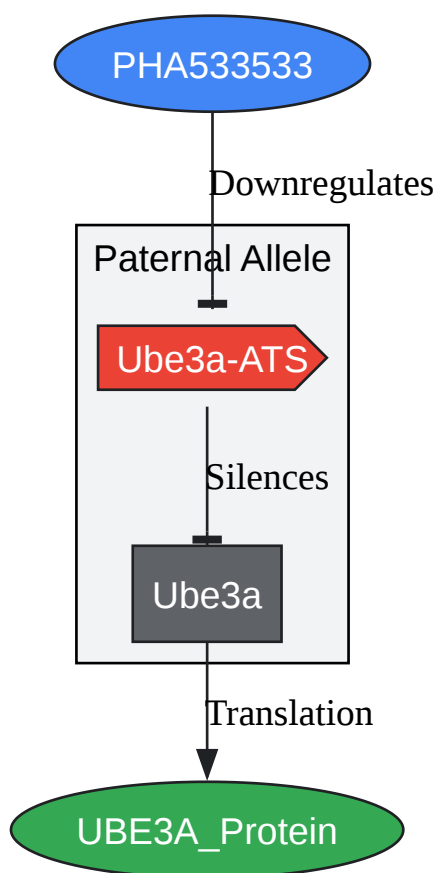 PHA533533
Downregulates
Paternal Allele
Ube3a-ATS
Silences
Ube3a
Translation
UBE3A_Protein